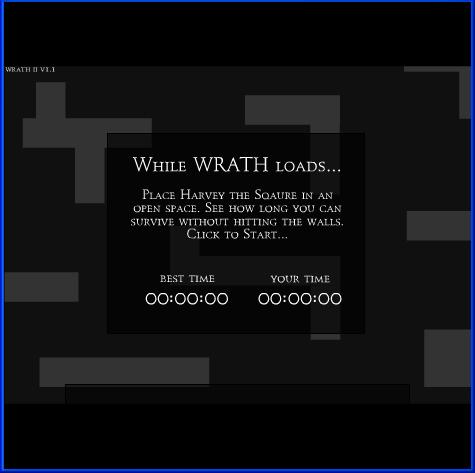 WRATH II V1.1
While WRATH loads...
Place Harvey the Sqaure in an
open space. See how long you can
survive without hitting the walls.
Click to Start...
BEST TIME YOUR TIME
00:00:00 00:00:00